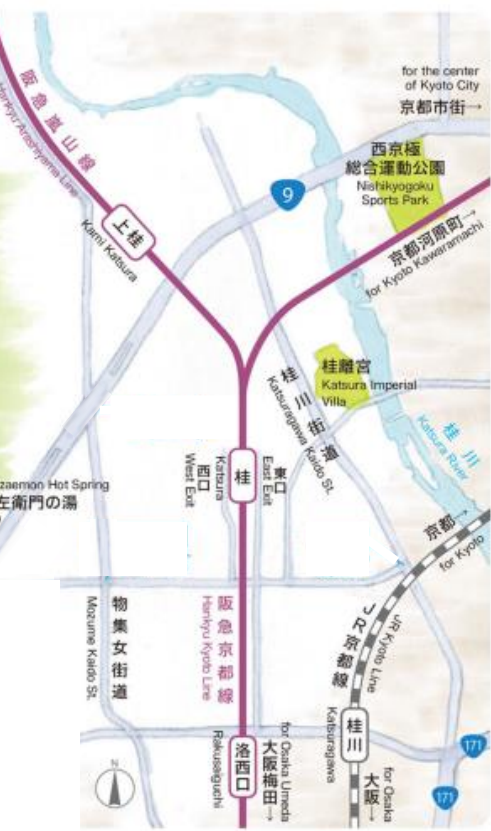 阪急嵐山線
Hankyu Arashiyama Line
for the center
of Kyoto City
京都市街→
西京極
総合運動公園
Nishikyogoku
Sports Park
9
上桂
Kami Katsura
京都河原町→
for Kyoto Kawaramachi
桂離宮
Katsura Imperial
Villa
桂川街道
Katsuragawa Kaido St.
桂川
Katsura River
桂
西口
Katsura
West Exit
東口
East Exit
zaemon Hot Spring
左衛門の湯
京都→
for Kyoto
物集女街道
Mozume Kaido St.
阪急京都線
Hankyu Kyoto Line
JR京都線
JR Kyoto Line
洛西口
Rakusaiguchi
for Osaka Umeda
大阪梅田→
桂川
Katsuragawa
for Osaka
大阪→
171
171
N